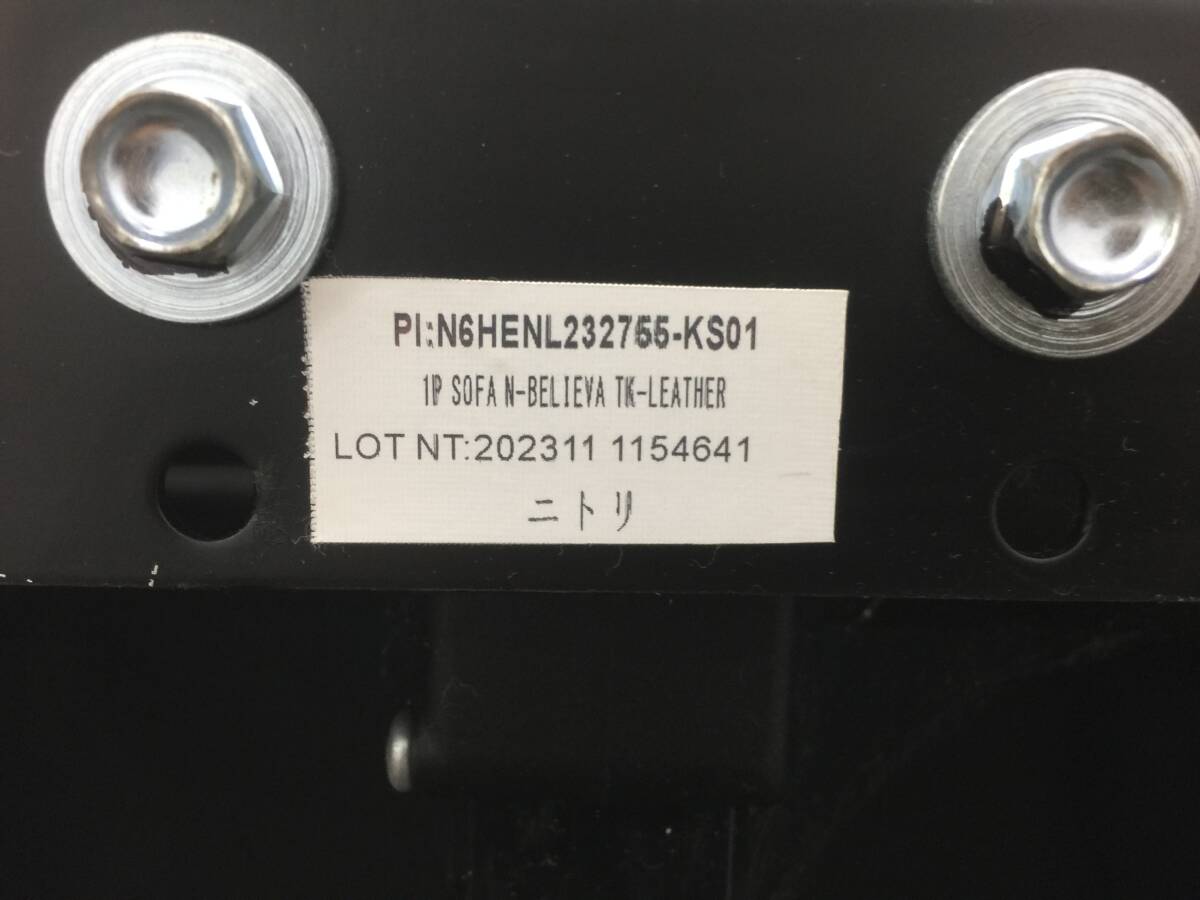 PI:N6HENL232755-KS01
1P SOFA N-BELIEVA TK-LEATHER
LOT NT:202311 1154641
ニトリ